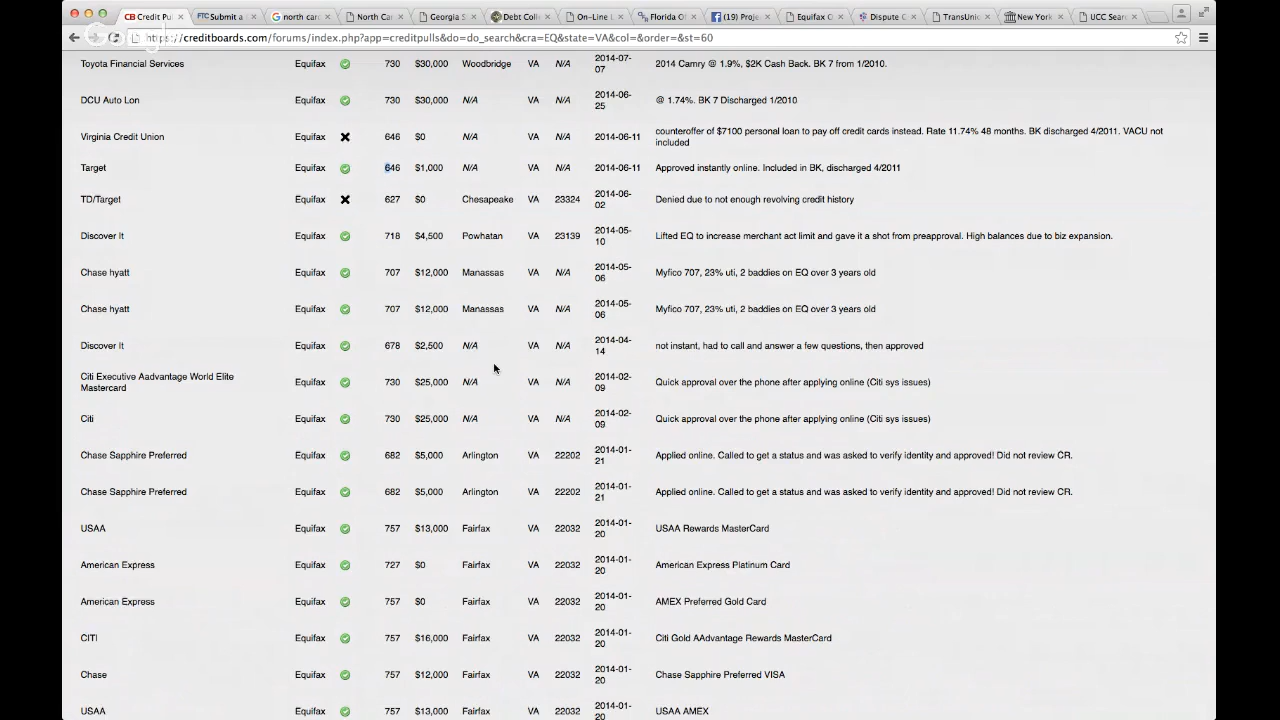 Credit Pul
FTC Submit a
north car
North Car
Georgia S
Debt Colle
On-Line L
Florida Of
(19) Proje
Equifax C
Dispute C
TransUnio
New York
UCC Sear
https://creditboards.com/forums/index.php?app=creditpulls&do=do_search&cra=EQ&state=VA&col=&order=&st=60
Toyota Financial Services Equifax 730 $30,000 Woodbridge VA N/A 2014-07-07 2014 Camry @ 1.9%, $2K Cash Back. BK 7 from 1/2010.
DCU Auto Lon Equifax 730 $30,000 N/A VA N/A 2014-06-25 @ 1.74%. BK 7 Discharged 1/2010
Virginia Credit Union Equifax 646 $0 N/A VA N/A 2014-06-11 counteroffer of $7100 personal loan to pay off credit cards instead. Rate 11.74% 48 months. BK discharged 4/2011. VACU not
included
Target Equifax 646 $1,000 N/A VA N/A 2014-06-11 Approved instantly online. Included in BK, discharged 4/2011
TD/Target Equifax 627 $0 Chesapeake VA 23324 2014-06-02 Denied due to not enough revolving credit history
Discover It Equifax 718 $4,500 Powhatan VA 23139 2014-05-10 Lifted EQ to increase merchant act limit and gave it a shot from preapproval. High balances due to biz expansion.
Chase hyatt Equifax 707 $12,000 Manassas VA N/A 2014-05-06 Myfico 707, 23% uti, 2 baddies on EQ over 3 years old
Chase hyatt Equifax 707 $12,000 Manassas VA N/A 2014-05-06 Myfico 707, 23% uti, 2 baddies on EQ over 3 years old
Discover It Equifax 678 $2,500 N/A VA N/A 2014-04-14 not instant, had to call and answer a few questions, then approved
Citi Executive Aadvantage World Elite
Mastercard Equifax 730 $25,000 N/A VA N/A 2014-02-09 Quick approval over the phone after applying online (Citi sys issues)
Citi Equifax 730 $25,000 N/A VA N/A 2014-02-09 Quick approval over the phone after applying online (Citi sys issues)
Chase Sapphire Preferred Equifax 682 $5,000 Arlington VA 22202 2014-01-21 Applied online. Called to get a status and was asked to verify identity and approved! Did not review CR.
Chase Sapphire Preferred Equifax 682 $5,000 Arlington VA 22202 2014-01-21 Applied online. Called to get a status and was asked to verify identity and approved! Did not review CR.
USAA Equifax 757 $13,000 Fairfax VA 22032 2014-01-20 USAA Rewards MasterCard
American Express Equifax 727 $0 Fairfax VA 22032 2014-01-20 American Express Platinum Card
American Express Equifax 757 $0 Fairfax VA 22032 2014-01-20 AMEX Preferred Gold Card
CITI Equifax 757 $16,000 Fairfax VA 22032 2014-01-20 Citi Gold AAdvantage Rewards MasterCard
Chase Equifax 757 $12,000 Fairfax VA 22032 2014-01-20 Chase Sapphire Preferred VISA
USAA Equifax 757 $13,000 Fairfax VA 22032 2014-01-20 USAA AMEX